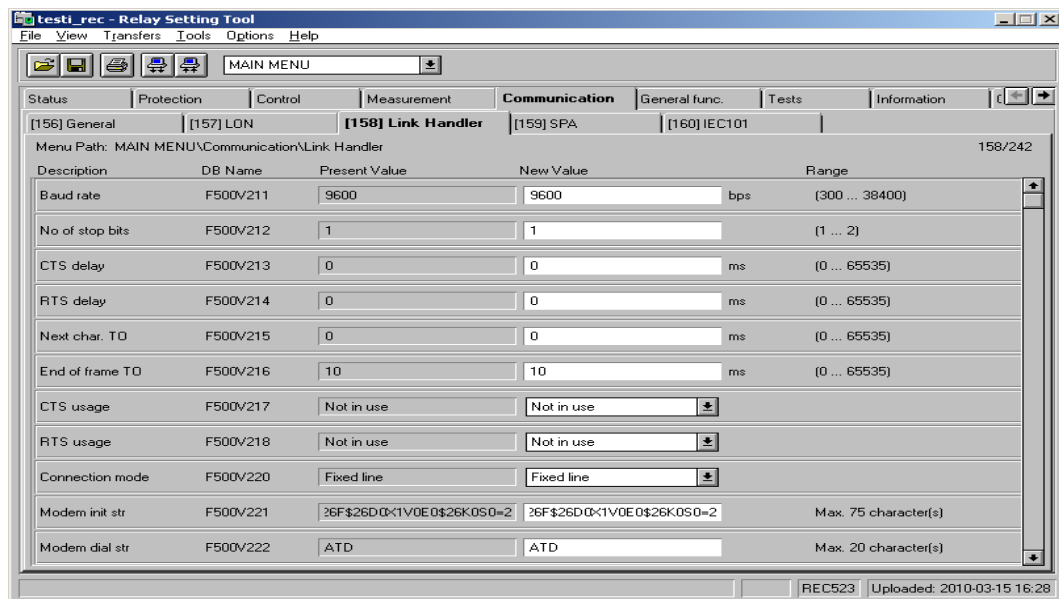 testi_rec - Relay Setting Tool
File View Transfers Tools Options Help
MAIN MENU
Status Protection Control Measurement Communication General func. Tests Information
[156] General [157] LON [158] Link Handler [159] SPA [160] IEC101
Menu Path: MAIN MENU\Communication\Link Handler 158/242
Description DB Name Present Value New Value Range
Baud rate F500V211 9600 9600 bps (300 ... 38400)
No of stop bits F500V212 1 1 (1 ... 2)
CTS delay F500V213 0 0 ms (0 ... 65535)
RTS delay F500V214 0 0 ms (0 ... 65535)
Next char. TO F500V215 0 0 ms (0 ... 65535)
End of frame TO F500V216 10 10 ms (0 ... 65535)
CTS usage F500V217 Not in use Not in use
RTS usage F500V218 Not in use Not in use
Connection mode F500V220 Fixed line Fixed line
Modem init str F500V221 26F$26D0X1V0E0$26K0S0=2 26F$26D0X1V0E0$26K0S0=2 Max. 75 character(s)
Modem dial str F500V222 ATD ATD Max. 20 character(s)
REC523 Uploaded: 2010-03-15 16:28